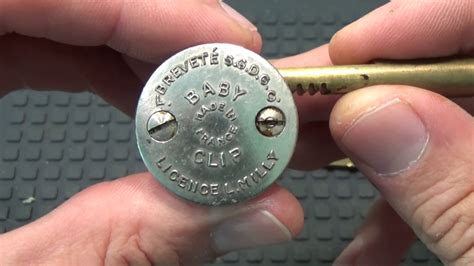 BREVETÉ S.G.D.G.
BABY
MADE IN
FRANCE
CLIP
LICENCE L. MILLY